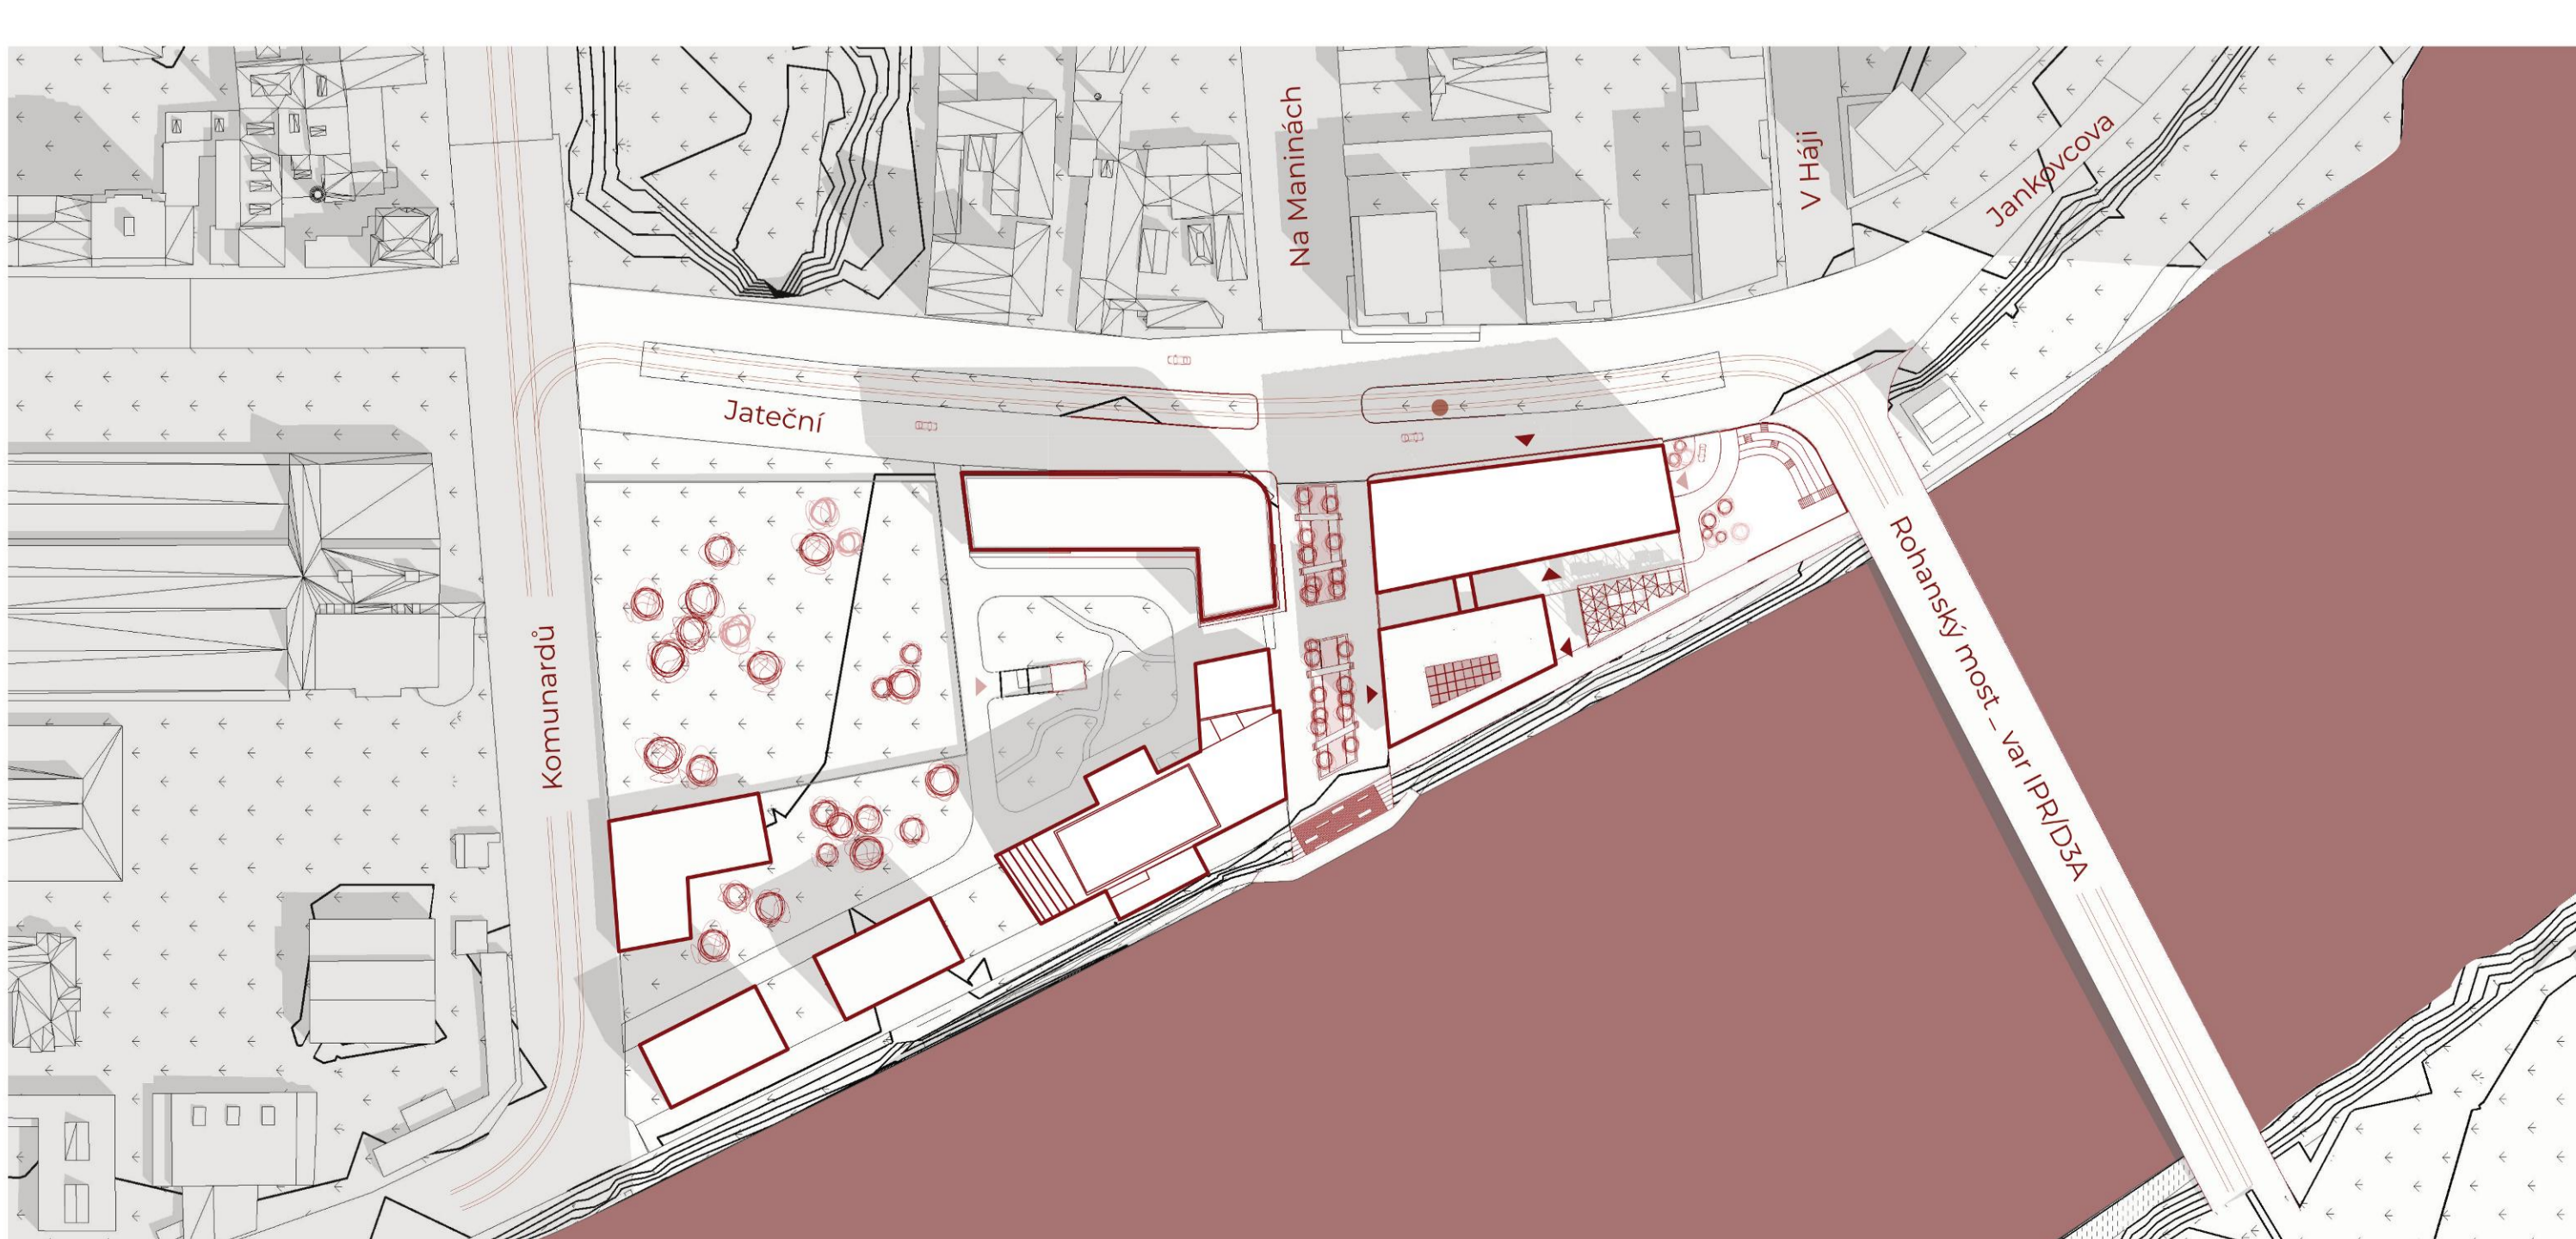 Na Maninách
V Háji
Jankovcova
Jateční
Komunardů
Rohanský most _ var IPR/D3A